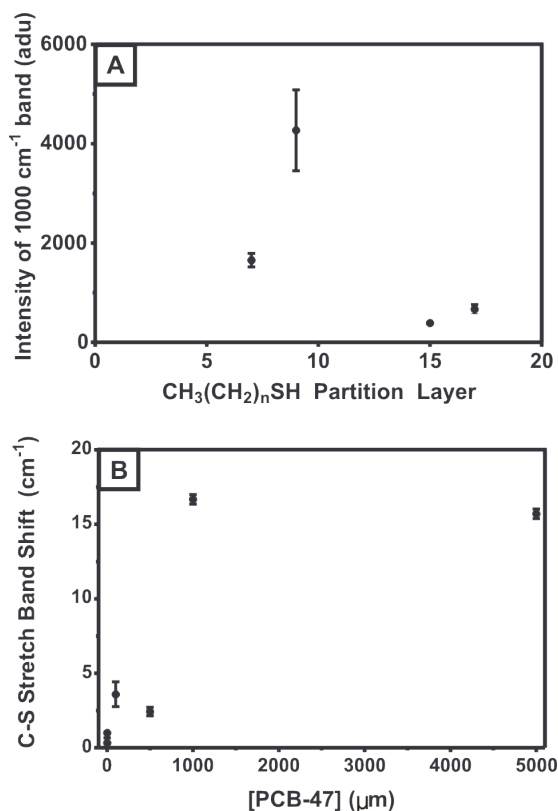 A
Intensity of 1000 cm⁻¹ band (adu)
6000
4000
2000
0
0 5 10 15 20
CH₃(CH₂)ₙSH Partition Layer
B
C-S Stretch Band Shift (cm⁻¹)
20
15
10
5
0
0 1000 2000 3000 4000 5000
[PCB-47] (µm)